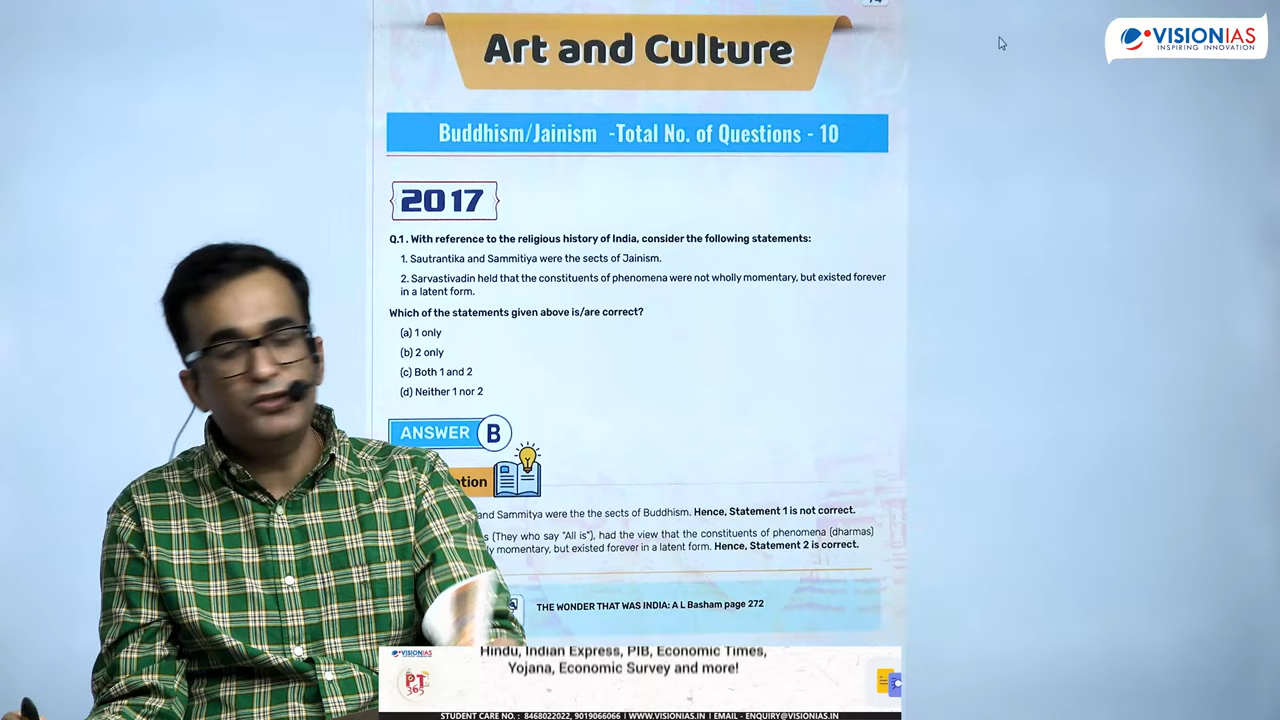 VISIONIAS
INSPIRING INNOVATION
Art and Culture
Buddhism/Jainism -Total No. of Questions - 10
2017
Q.1. With reference to the religious history of India, consider the following statements:
1. Sautrantika and Sammitiya were the sects of Jainism.
2. Sarvastivadin held that the constituents of phenomena were not wholly momentary, but existed forever
in a latent form.
Which of the statements given above is/are correct?
(a) 1 only
(b) 2 only
(c) Both 1 and 2
(d) Neither 1 nor 2
ANSWER B
and Sammitya were the the sects of Buddhism. Hence, Statement 1 is not correct.
(They who say "All is"), had the view that the constituents of phenomena (dharmas)
momentary, but existed forever in a latent form. Hence, Statement 2 is correct.
THE WONDER THAT WAS INDIA: A L Basham page 272
VISIONIAS
Hindu, Indian Express, PIB, Economic Times,
Yojana, Economic Survey and more!
PT
365
STUDENT CARE NO. : 8468022022, 9019066066 | WWW.VISIONIAS.IN | EMAIL - ENQUIRY@VISIONIAS.IN